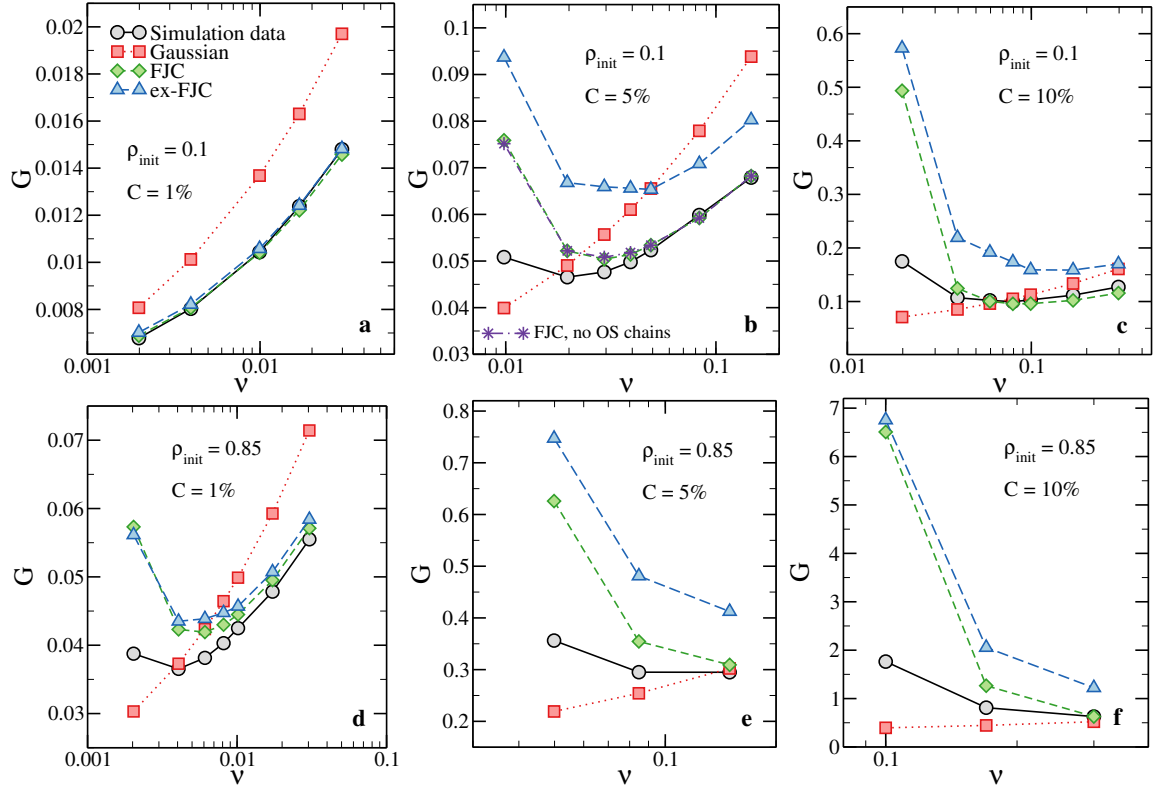 Simulation data
Gaussian
FJC
ex-FJC
ρinit = 0.1
C = 1%
a
G
0.02
0.018
0.016
0.014
0.012
0.01
0.008
0.001
0.01
ν
ρinit = 0.1
C = 5%
b
FJC, no OS chains
G
0.1
0.09
0.08
0.07
0.06
0.05
0.04
0.03
0.01
0.1
ν
ρinit = 0.1
C = 10%
c
G
0.6
0.5
0.4
0.3
0.2
0.1
0.01
0.1
ν
ρinit = 0.85
C = 1%
d
G
0.07
0.06
0.05
0.04
0.03
0.001
0.01
0.1
ν
ρinit = 0.85
C = 5%
e
G
0.8
0.7
0.6
0.5
0.4
0.3
0.2
0.1
ν
ρinit = 0.85
C = 10%
f
G
7
6
5
4
3
2
1
0
0.1
ν